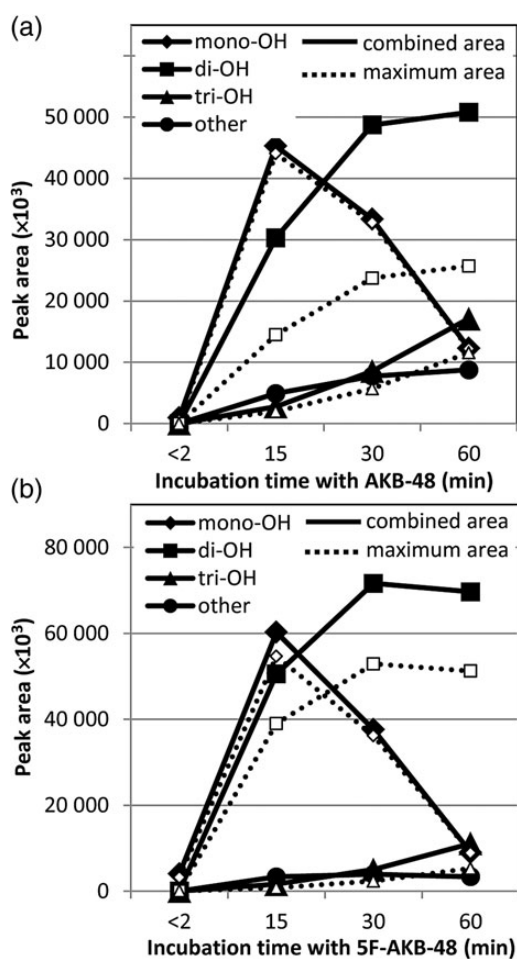 (a)
mono-OH combined area
di-OH maximum area
tri-OH
other
50 000
40 000
30 000
20 000
10 000
0
Peak area (×10³)
<2 15 30 60
Incubation time with AKB-48 (min)
(b)
mono-OH combined area
di-OH maximum area
tri-OH
other
80 000
60 000
40 000
20 000
0
Peak area (×10³)
<2 15 30 60
Incubation time with 5F-AKB-48 (min)